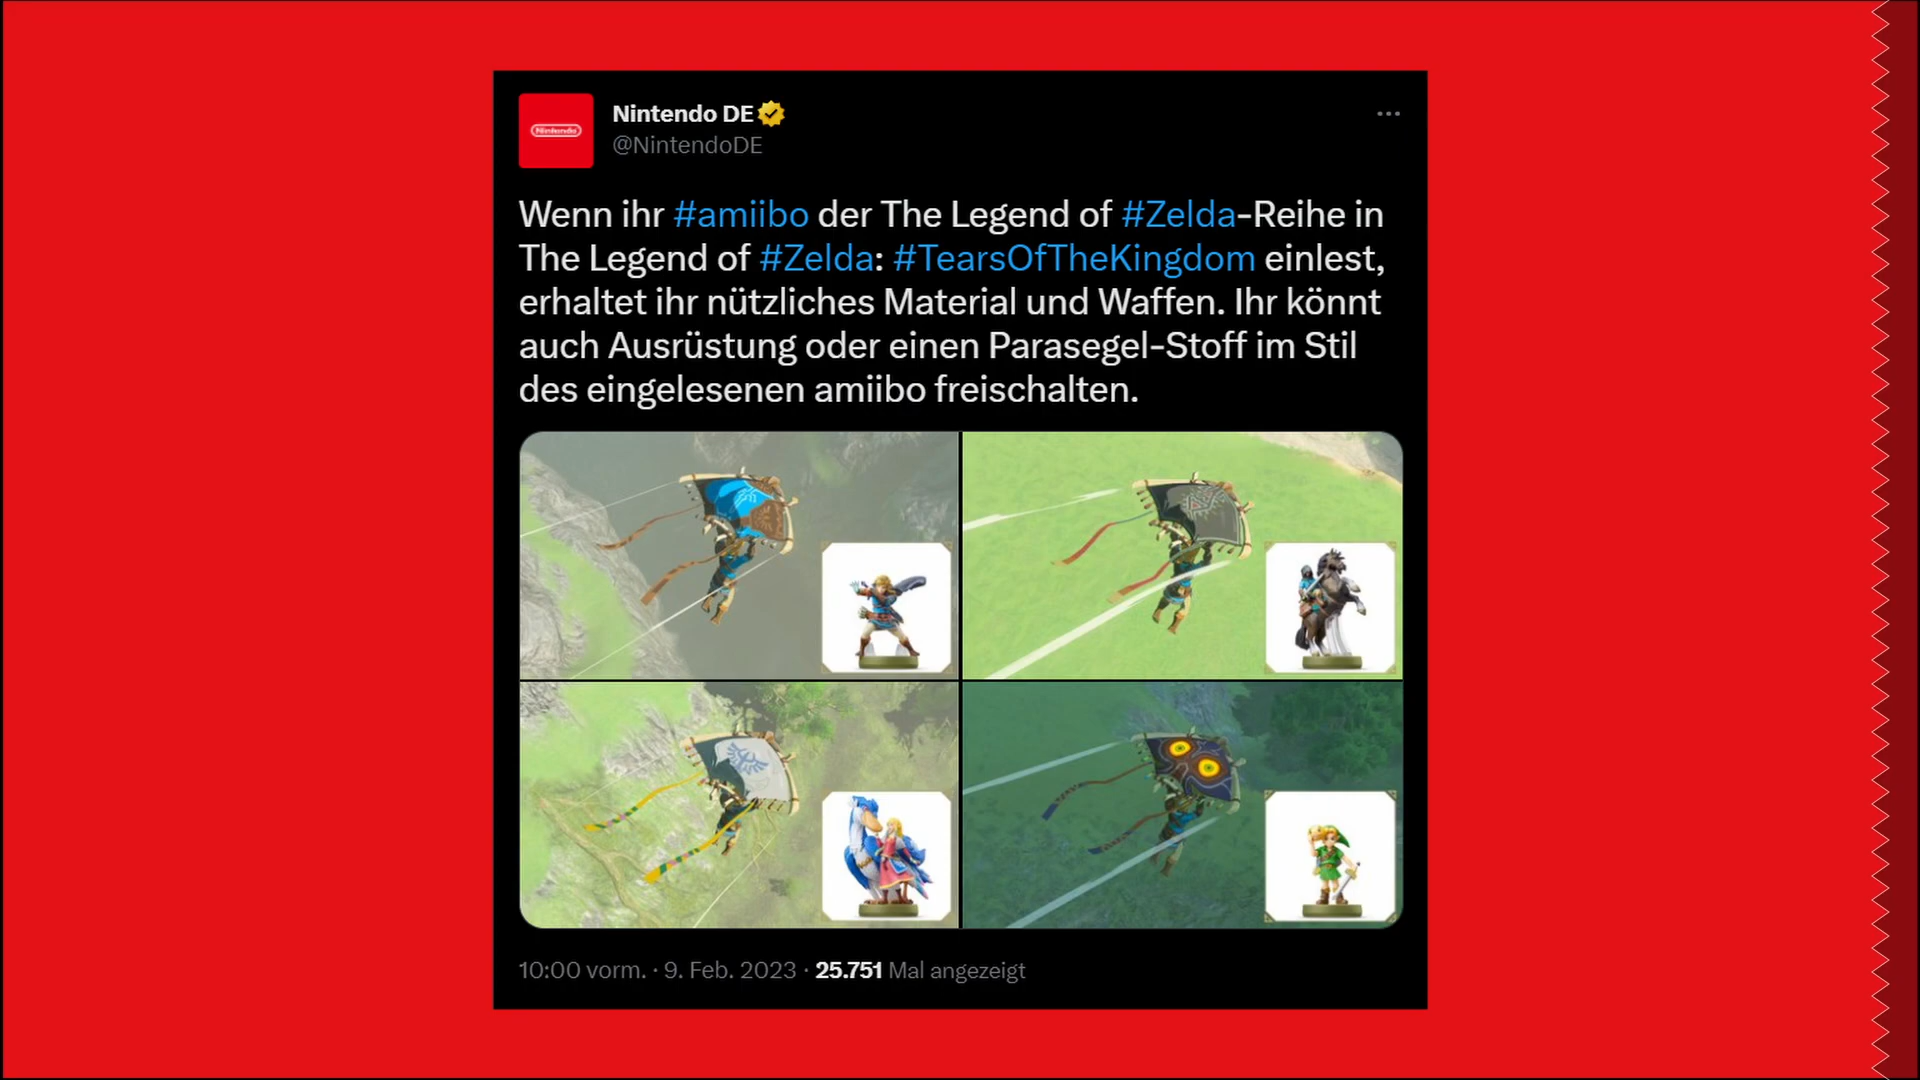 Nintendo DE
Nintendo
@NintendoDE
Wenn ihr #amiibo der The Legend of #Zelda-Reihe in
The Legend of #Zelda: #TearsOfTheKingdom einlest,
erhaltet ihr nützliches Material und Waffen. Ihr könnt
auch Ausrüstung oder einen Parasegel-Stoff im Stil
des eingelesenen amiibo freischalten.
10:00 vorm. · 9. Feb. 2023 · 25.751 Mal angezeigt